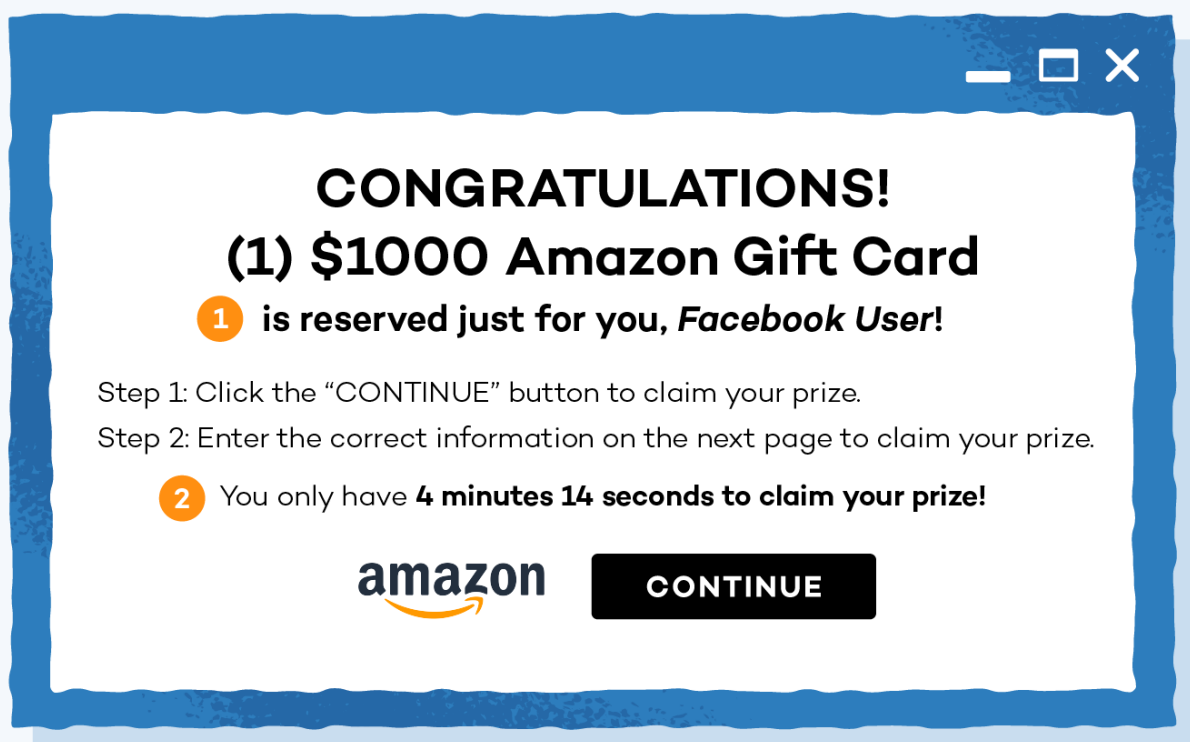 CONGRATULATIONS!
(1) $1000 Amazon Gift Card
1 is reserved just for you, Facebook User!
Step 1: Click the “CONTINUE” button to claim your prize.
Step 2: Enter the correct information on the next page to claim your prize.
2 You only have 4 minutes 14 seconds to claim your prize!
amazon CONTINUE